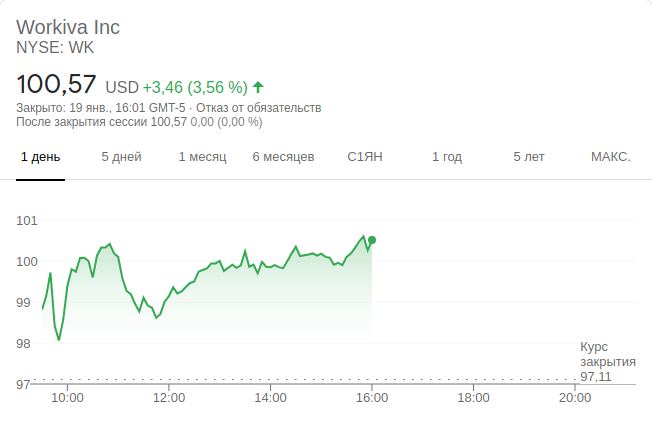 Workiva Inc
NYSE: WK
100,57 USD +3,46 (3,56 %)
Закрыто: 19 янв., 16:01 GMT-5 · Отказ от обязательств
После закрытия сессии 100,57 0,00 (0,00 %)
1 день 5 дней 1 месяц 6 месяцев С1ЯН 1 год 5 лет МАКС.
101
100
99
98
Курс
закрытия
97,11
97
10:00 12:00 14:00 16:00 18:00 20:00